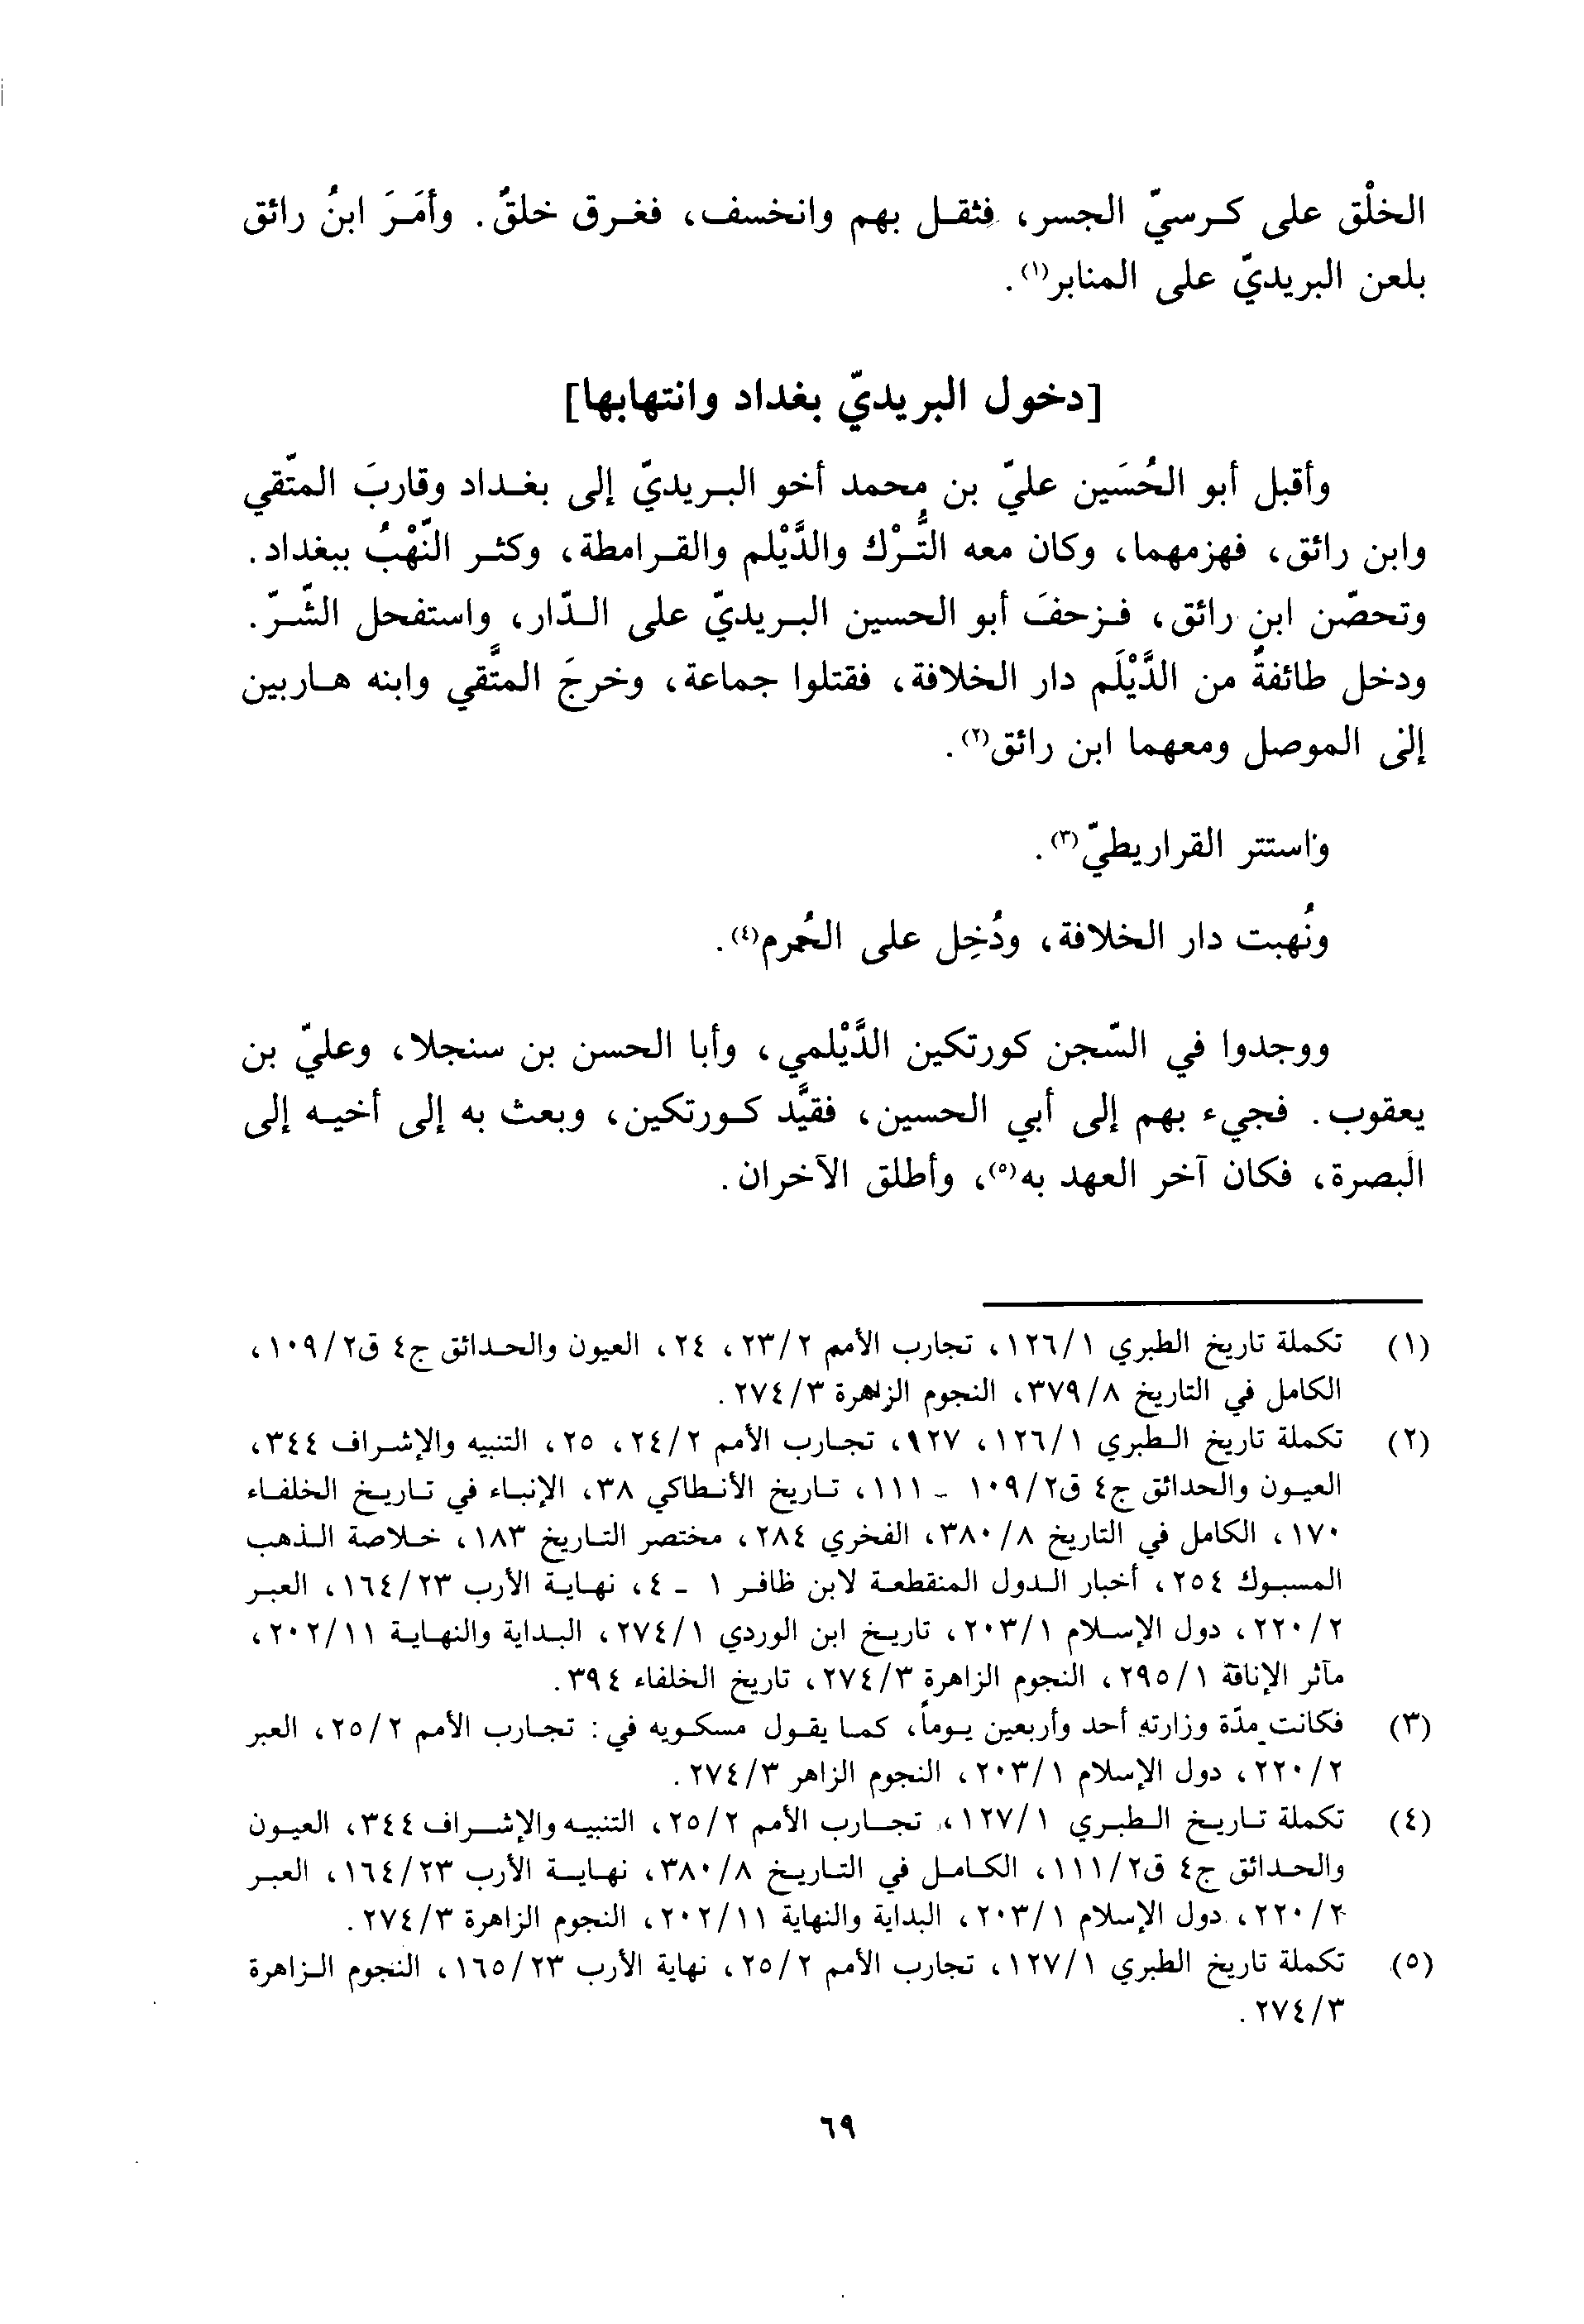 الخلْق على كرسيّ الجسر، فثقل بهم وانخسف، فغرق خلقٌ. وأمَرَ ابنُ رائق
بلعن البريديّ على المنابر(١).
[دخول البريديّ بغداد وانتهابها]
وأقبل أبو الحُسَين عليّ بن محمد أخو البريديّ إلى بغداد وقاربَ المتّقي
وابن رائق، فهزمهما، وكان معه التُّرْك والدَّيْلم والقرامطة، وكثر النَّهْبُ ببغداد.
وتحصّن ابن رائق، فزحفَ أبو الحسين البريديّ على الدّار، واستفحل الشّرّ.
ودخل طائفةٌ من الدَّيْلَم دار الخلافة، فقتلوا جماعة، وخرجَ المتَّقي وابنه هاربين
إلى الموصل ومعهما ابن رائق(٢).
واستتر القراريطيّ(٣).
ونُهبت دار الخلافة، ودُخِل على الحُرم(٤).
ووجدوا في السّجن كورتكين الدَّيْلمي، وأبا الحسن بن سنجلا، وعليّ بن
يعقوب. فجيء بهم إلى أبي الحسين، فقيَّد كورتكين، وبعث به إلى أخيه إلى
البصرة، فكان آخر العهد به(٥)، وأطلق الآخران.
(١) تكملة تاريخ الطبري ١٢٦/١، تجارب الأمم ٢٣/٢، ٢٤، العيون والحدائق ج٤ ق١٠٩/٢،
الكامل في التاريخ ٣٧٩/٨، النجوم الزاهرة ٢٧٤/٣.
(٢) تكملة تاريخ الطبري ١٢٦/١، ١٢٧، تجارب الأمم ٢٤/٢، ٢٥، التنبيه والإشراف ٣٤٤،
العيون والحدائق ج٤ ق١٠٩/٢ - ١١١، تاريخ الأنطاكي ٣٨، الإنباء في تاريخ الخلفاء
١٧٠، الكامل في التاريخ ٣٨٠/٨، الفخري ٢٨٤، مختصر التاريخ ١٨٣، خلاصة الذهب
المسبوك ٢٥٤، أخبار الدول المنقطعة لابن ظافر ١ - ٤، نهاية الأرب ١٦٤/٢٣، العبر
٢٢٠/٢، دول الإسلام ٢٠٣/١، تاريخ ابن الوردي ٢٧٤/١، البداية والنهاية ٢٠٢/١١،
مآثر الإنافة ٢٩٥/١، النجوم الزاهرة ٢٧٤/٣، تاريخ الخلفاء ٣٩٤.
(٣) فكانت مدّة وزارته أحد وأربعين يوماً، كما يقول مسكويه في: تجارب الأمم ٢٥/٢، العبر
٢٢٠/٢، دول الإسلام ٢٠٣/١، النجوم الزاهر ٢٧٤/٣.
(٤) تكملة تاريخ الطبري ١٢٧/١، تجارب الأمم ٢٥/٢، التنبيه والإشراف ٣٤٤، العيون
والحدائق ج٤ ق١١١/٢، الكامل في التاريخ ٣٨٠/٨، نهاية الأرب ١٦٤/٢٣، العبر
٢٢٠/٢، دول الإسلام ٢٠٣/١، البداية والنهاية ٢٠٢/١١، النجوم الزاهرة ٢٧٤/٣.
(٥) تكملة تاريخ الطبري ١٢٧/١، تجارب الأمم ٢٥/٢، نهاية الأرب ١٦٥/٢٣، النجوم الزاهرة
٢٧٤/٣.
٦٩